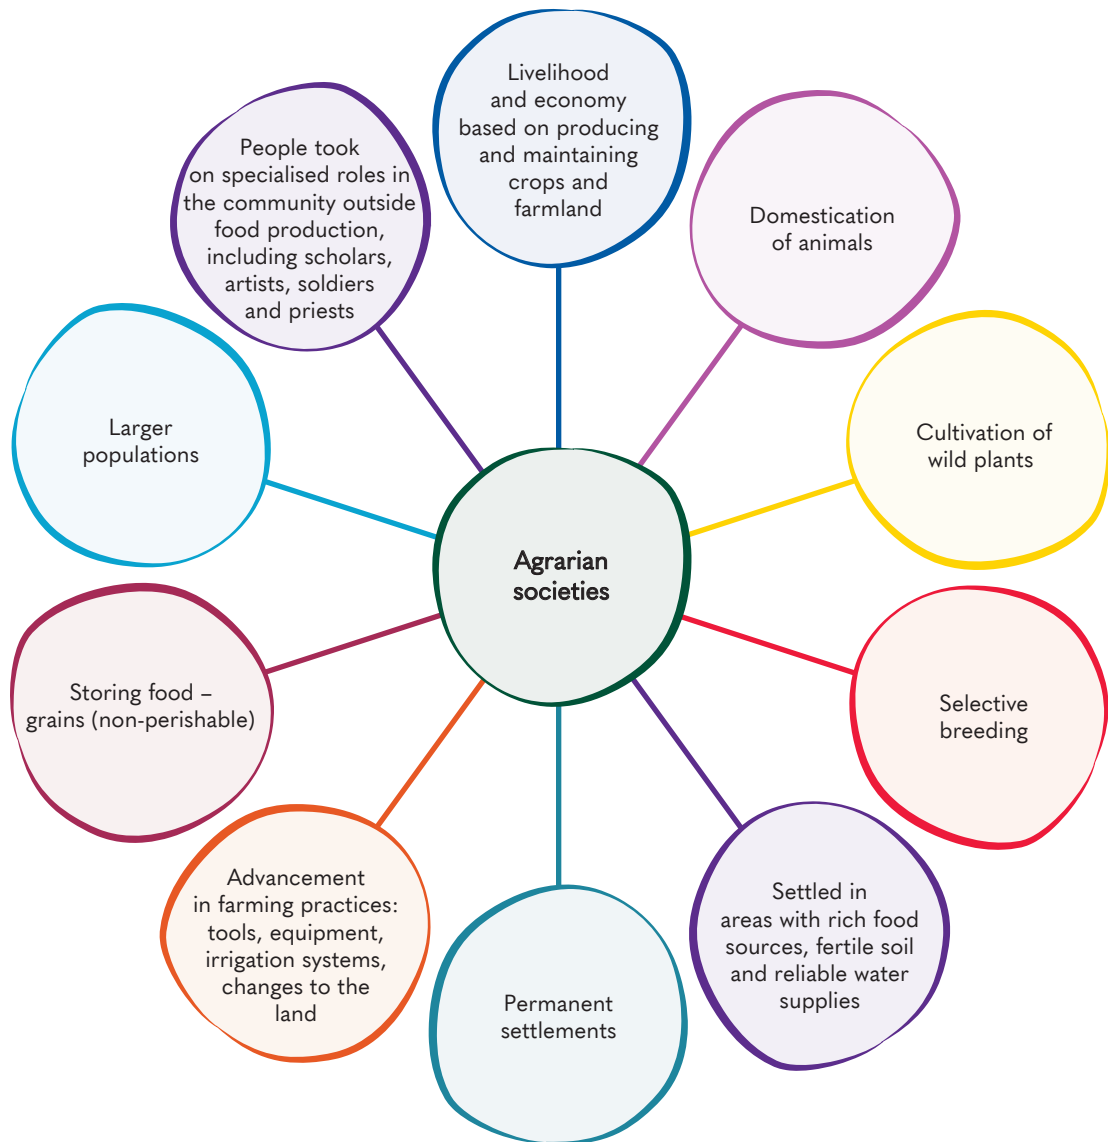 Livelihood
and economy
based on producing
and maintaining
crops and
farmland
Domestication
of animals
Cultivation of
wild plants
Selective
breeding
Settled in
areas with rich food
sources, fertile soil
and reliable water
supplies
Permanent
settlements
Advancement
in farming practices:
tools, equipment,
irrigation systems,
changes to the
land
Storing food –
grains (non-perishable)
Larger
populations
People took
on specialised roles in
the community outside
food production,
including scholars,
artists, soldiers
and priests
Agrarian
societies